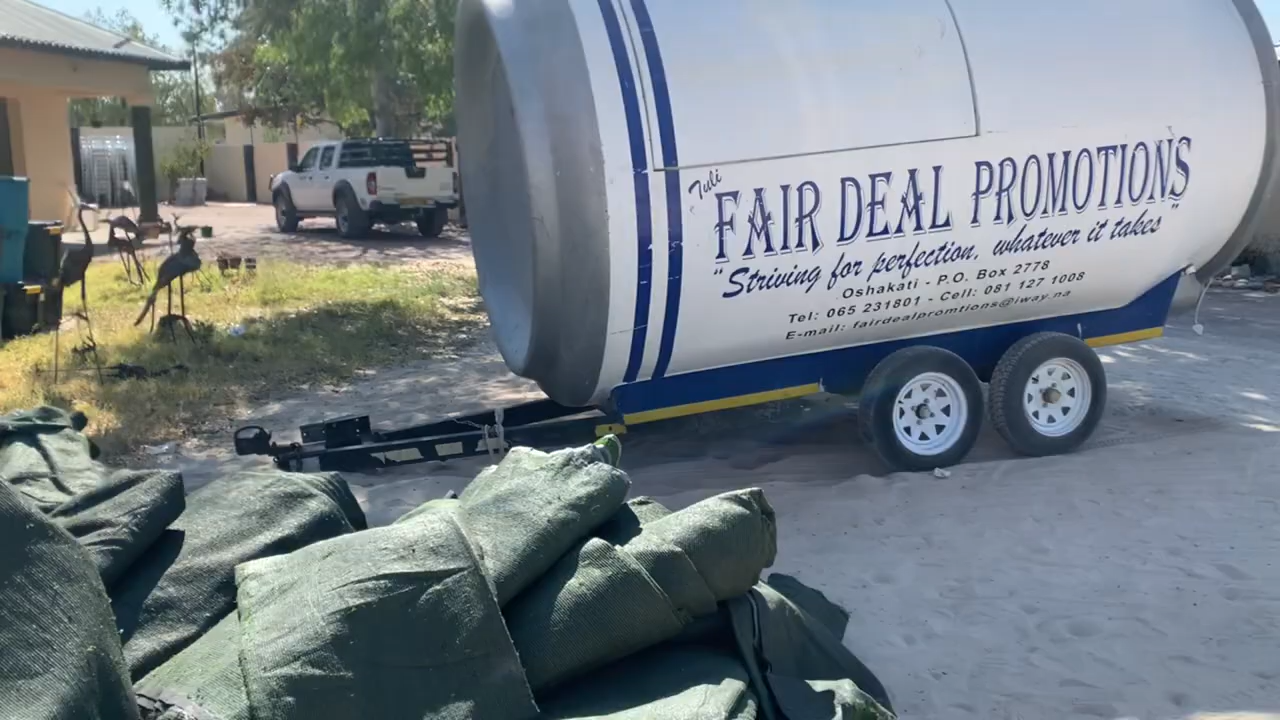 Tuli
FAIR DEAL PROMOTIONS
"Striving for perfection, whatever it takes"
Oshakati - P.O. Box 2778
Tel: 065 231801 - Cell: 081 127 1008
E-mail: fairdealpromtions@iway.na